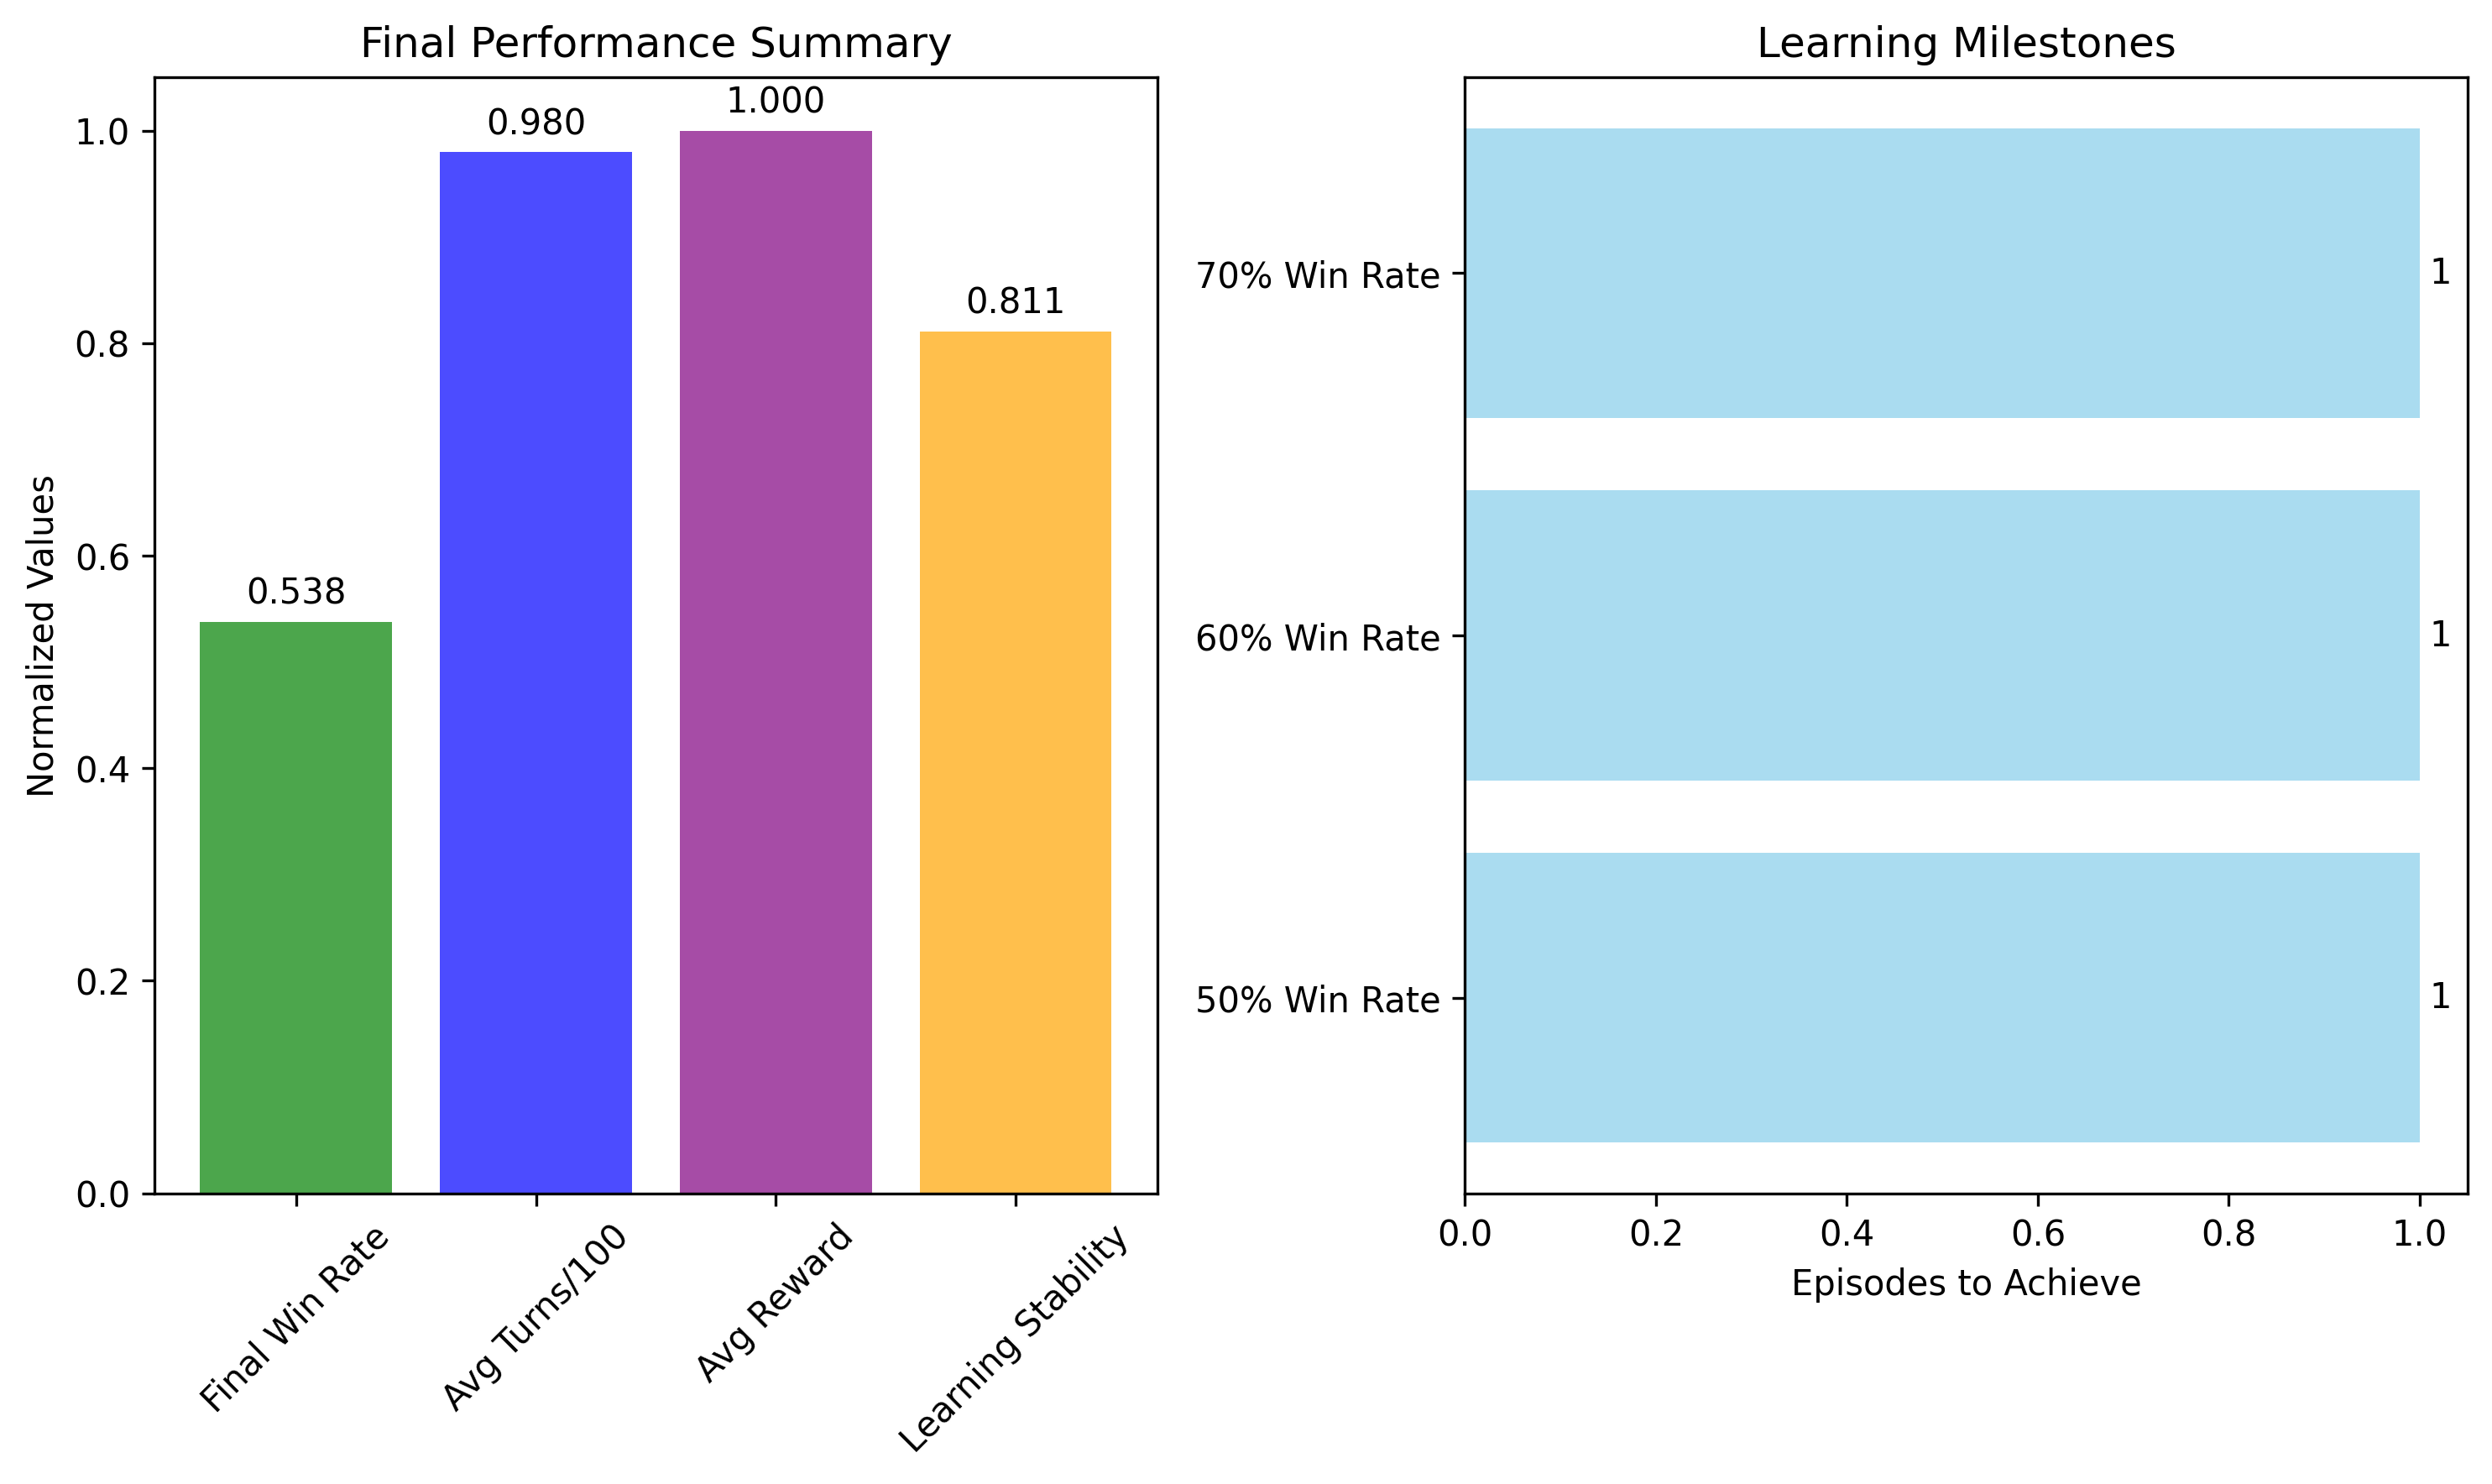 Final Performance Summary
Normalized Values
1.0
0.8
0.6
0.4
0.2
0.0
0.538
0.980
1.000
0.811
Final Win Rate
Avg Turns/100
Avg Reward
Learning Stability
Learning Milestones
70% Win Rate
60% Win Rate
50% Win Rate
1
1
1
0.0 0.2 0.4 0.6 0.8 1.0
Episodes to Achieve